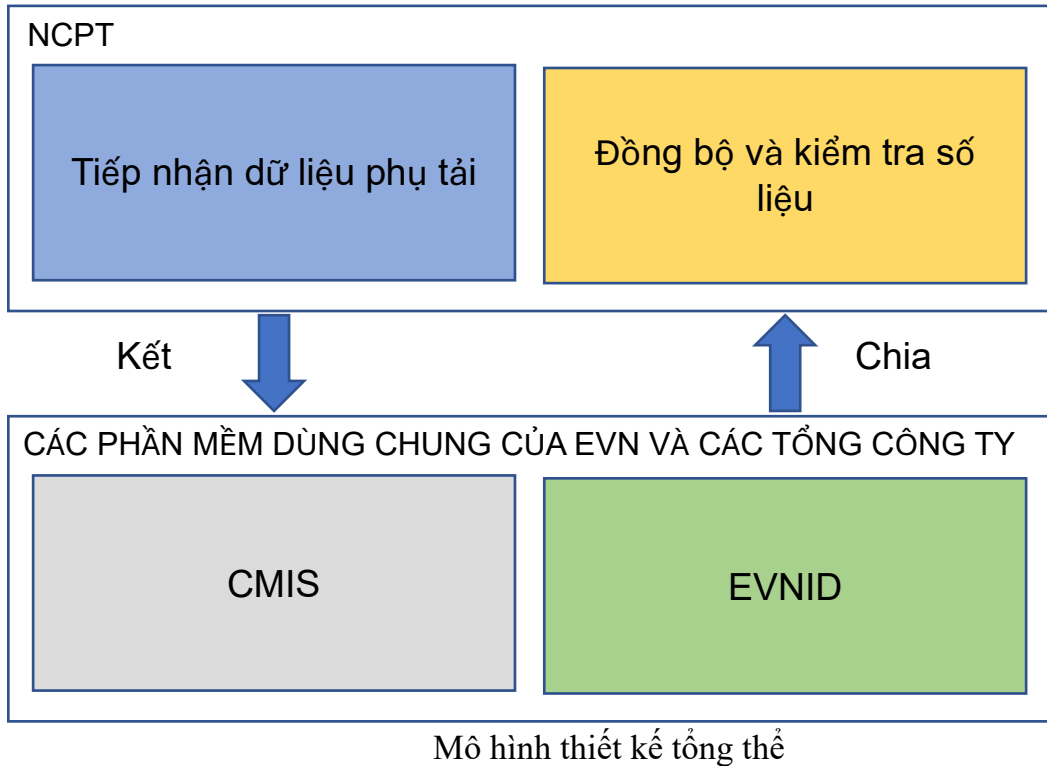 NCPT
Tiếp nhận dữ liệu phụ tải
Đồng bộ và kiểm tra số
liệu
Kết
Chia
CÁC PHẦN MỀM DÙNG CHUNG CỦA EVN VÀ CÁC TỔNG CÔNG TY
CMIS
EVNID
Mô hình thiết kế tổng thể